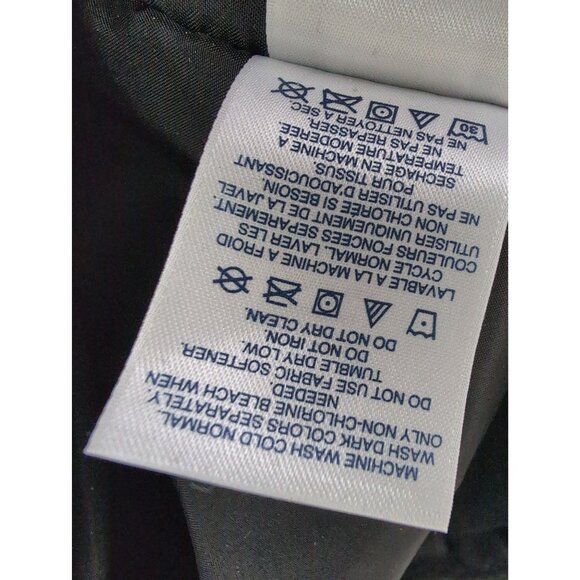 MACHINE WASH COLD NORMAL.
WASH DARK COLORS SEPARATELY
ONLY NON-CHLORINE BLEACH WHEN
NEEDED.
DO NOT USE FABRIC SOFTENER.
TUMBLE DRY LOW.
DO NOT IRON.
DO NOT DRY CLEAN.
LAVABLE A LA MACHINE A FROID
CYCLE NORMAL. LAVER LES
COULEURS FONCÉES SEPAREMENT.
UTILISER UNIQUEMENT DE LA JAVEL
NON CHLORÉE SI BESOIN.
NE PAS UTILISER D'ADOUCISSANT
POUR TISSUS.
SECHAGE EN MACHINE A
TEMPERATURE MODEREE.
NE PAS REPASSER.
NE PAS NETTOYER A SEC
30